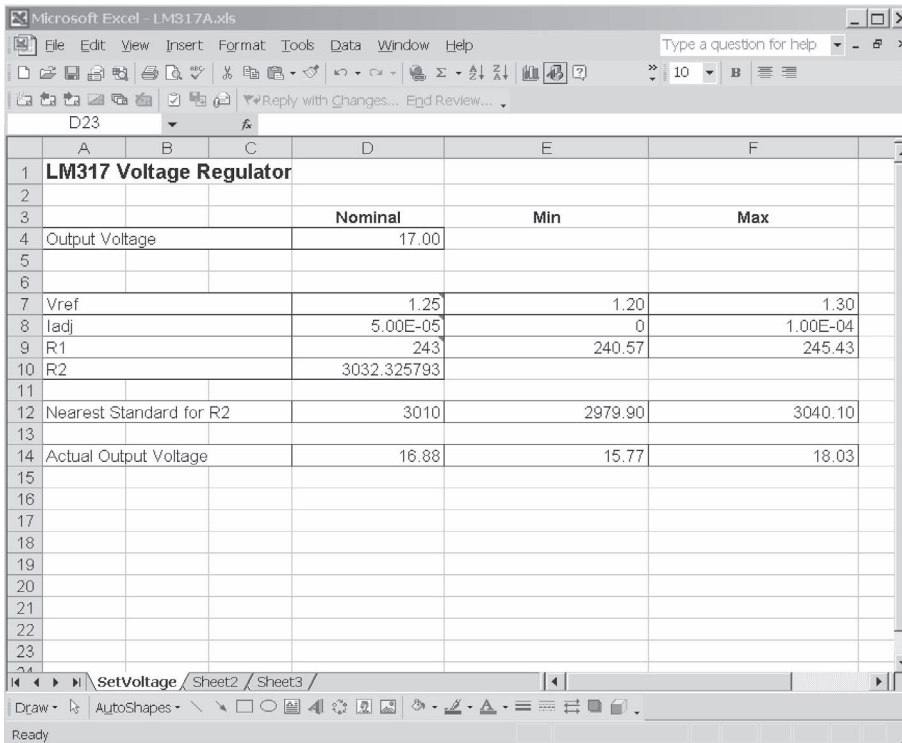 Microsoft Excel - LM317A.xls
File Edit View Insert Format Tools Data Window Help Type a question for help
10 B
Reply with Changes... End Review...
D23 fx
A B C D E F
1 LM317 Voltage Regulator
2
3 Nominal Min Max
4 Output Voltage 17.00
5
6
7 Vref 1.25 1.20 1.30
8 Iadj 5.00E-05 0 1.00E-04
9 R1 243 240.57 245.43
10 R2 3032.325793
11
12 Nearest Standard for R2 3010 2979.90 3040.10
13
14 Actual Output Voltage 16.88 15.77 18.03
15
16
17
18
19
20
21
22
23
24
SetVoltage Sheet2 Sheet3
Draw AutoShapes
Ready